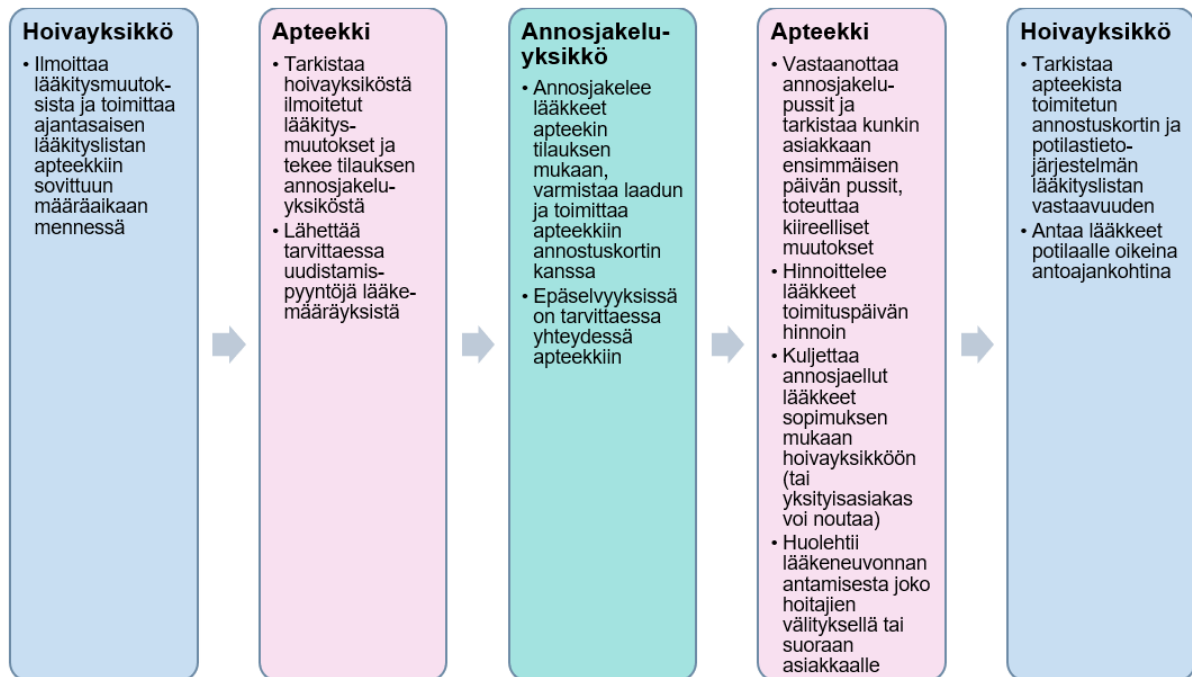 Hoivayksikkö
• Ilmoittaa
lääkitysmuutok-
sista ja toimittaa
ajantasaisen
lääkityslistan
apteekkiin
sovittuun
määräaikaan
mennessä
Apteekki
• Tarkistaa
hoivayksiköstä
ilmoitetut
lääkitys-
muutokset ja
tekee tilauksen
annosjakelu-
yksiköstä
• Lähettää
tarvittaessa
uudistamis-
pyyntöjä lääke-
määräyksistä
Annosjakelu-
yksikkö
• Annosjakelee
lääkkeet
apteekin
tilauksen
mukaan,
varmistaa laadun
ja toimittaa
apteekkiin
annostuskortin
kanssa
• Epäselvyyksissä
on tarvittaessa
yhteydessä
apteekkiin
Apteekki
• Vastaanottaa
annosjakelu-
pussit ja
tarkistaa kunkin
asiakkaan
ensimmäisen
päivän pussit,
toteuttaa
kiireelliset
muutokset
• Hinnoittelee
lääkkeet
toimituspäivän
hinnoin
• Kuljettaa
annosjaellut
lääkkeet
sopimuksen
mukaan
hoivayksikköön
(tai
yksityisasiakas
voi noutaa)
• Huolehtii
lääkeneuvonnan
antamisesta joko
hoitajien
välityksellä tai
suoraan
asiakkaalle
Hoivayksikkö
• Tarkistaa
apteekista
toimitetun
annostuskortin ja
potilastieto-
järjestelmän
lääkityslistan
vastaavuuden
• Antaa lääkkeet
potilaalle oikeina
antoajankohtina